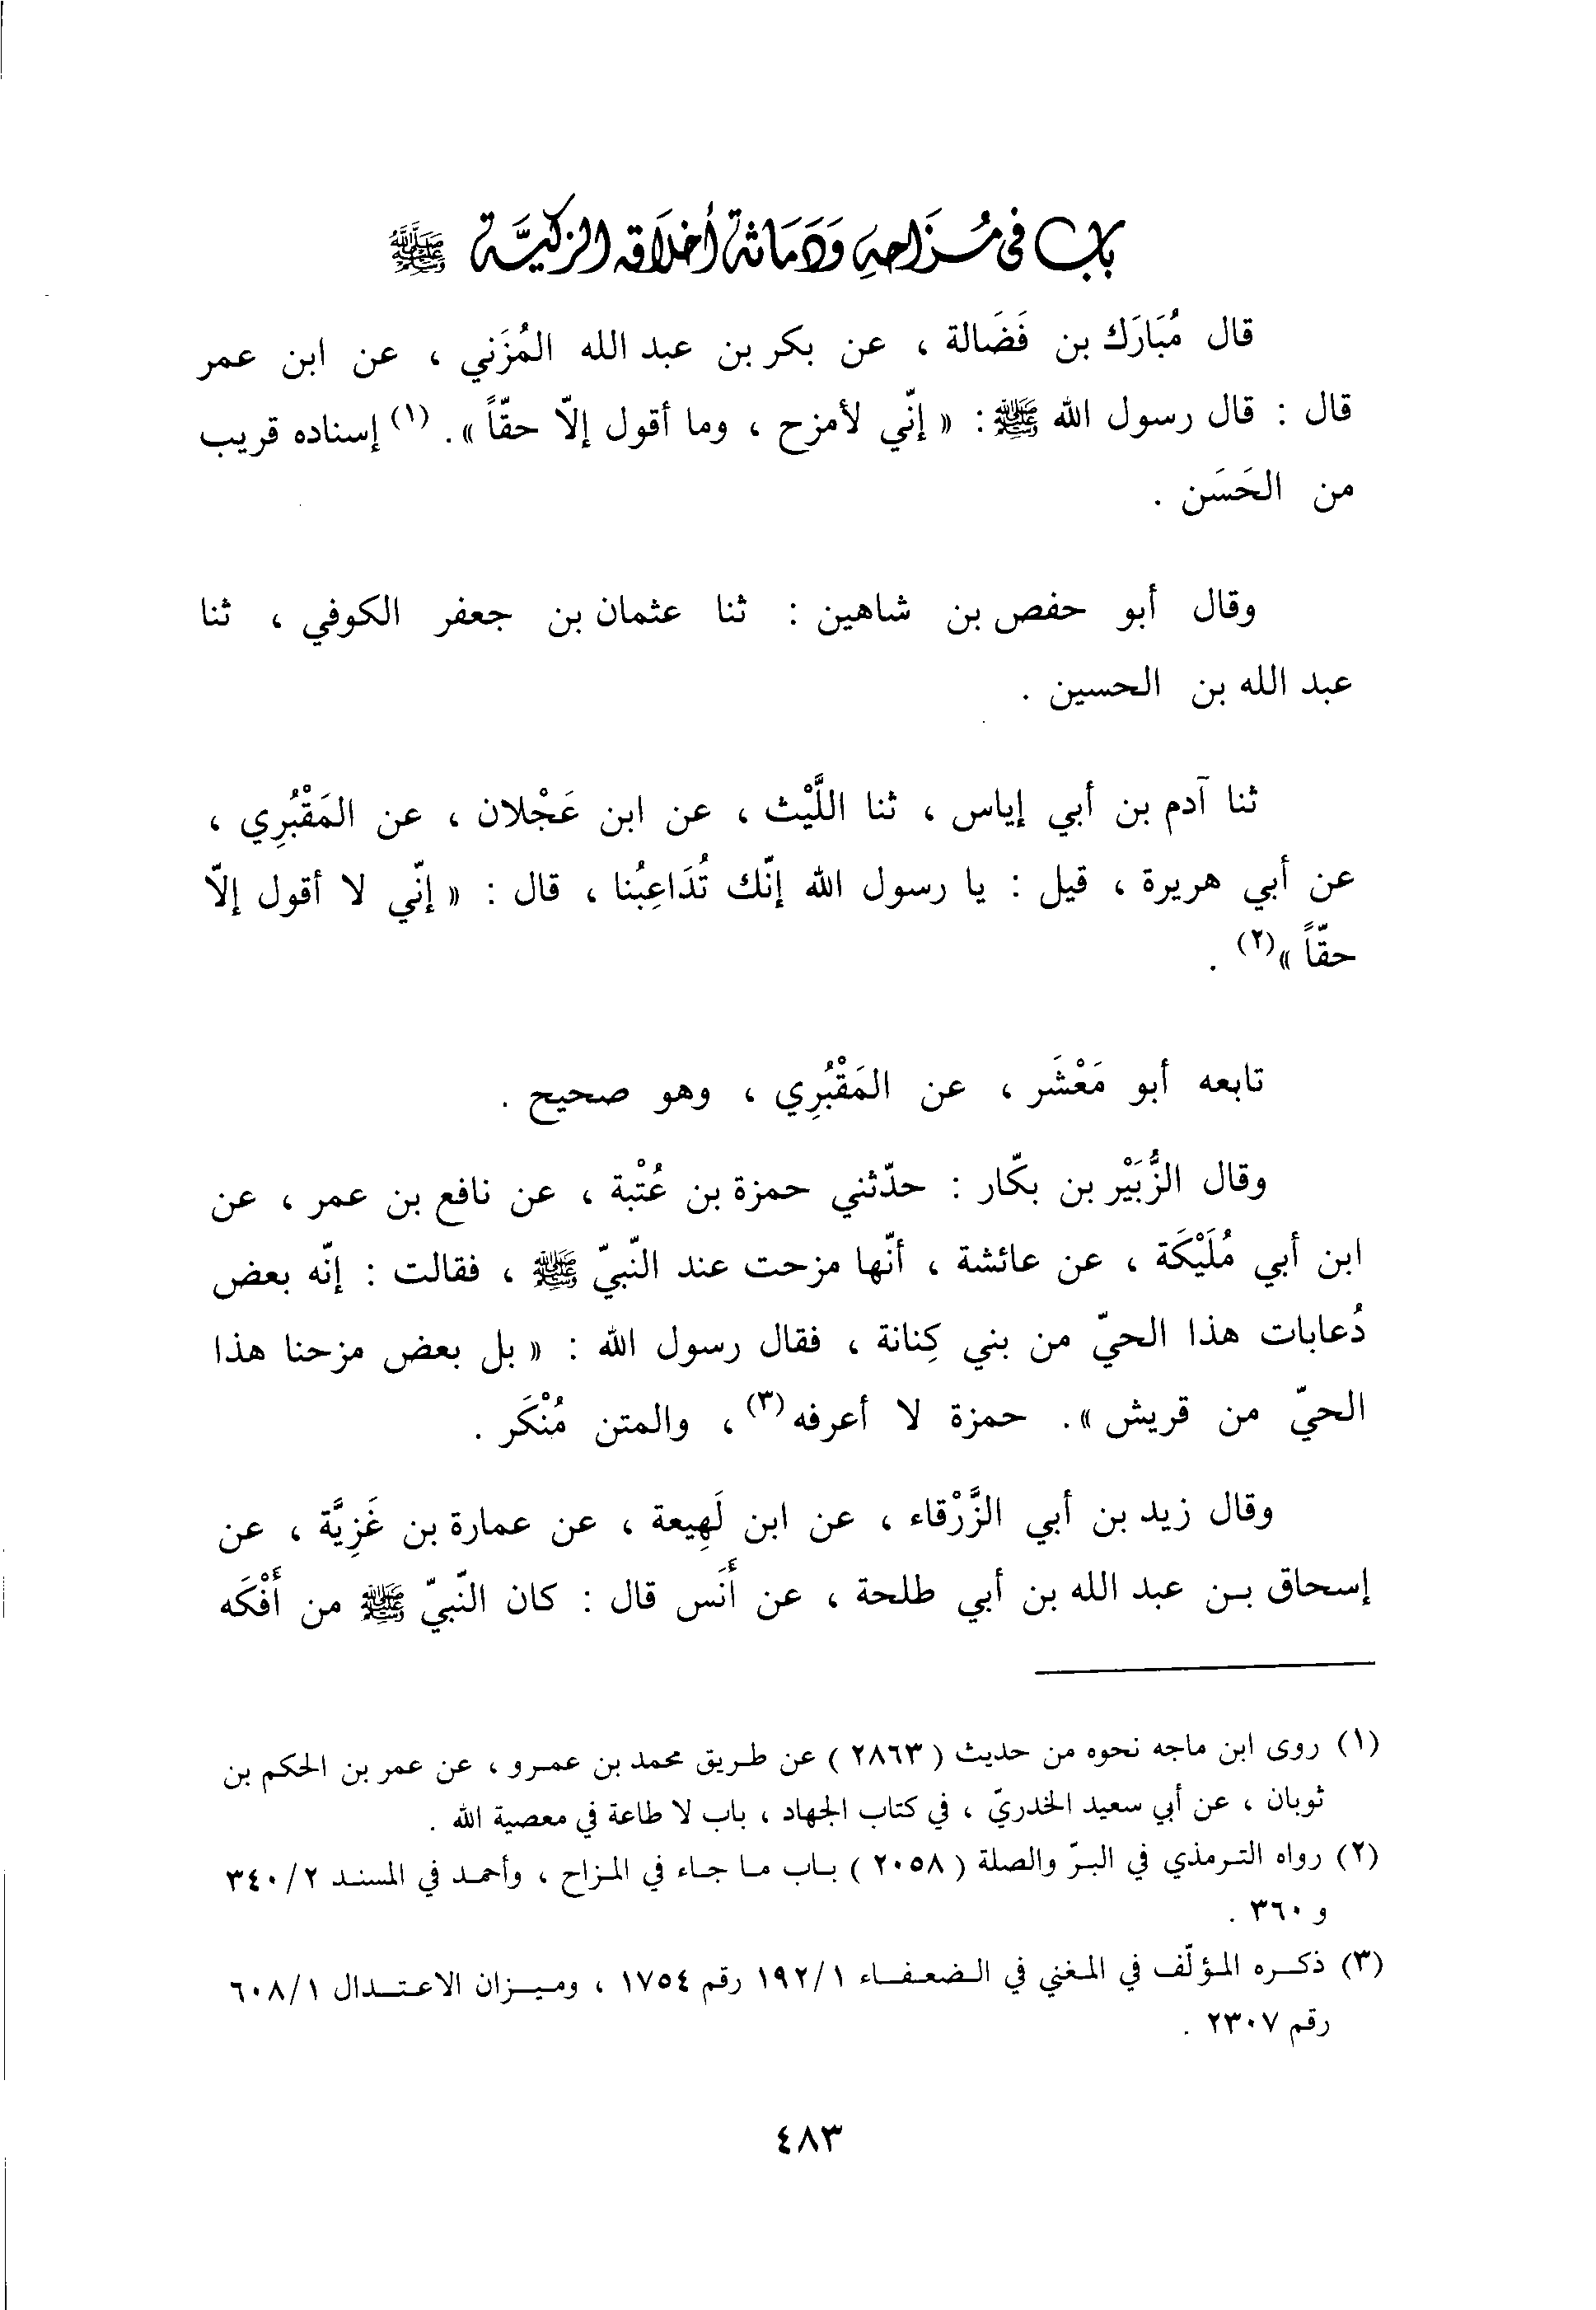 باب في مُزَاحهِ وَدَمَاثة أخلَاقه الزكيَّة ﷺ
قال مُبَارَك بن فَضَالة ، عن بكر بن عبد الله المُزَني ، عن ابن عمر
قال : قال رسول الله ﷺ : « إنّي لأمزح ، وما أقول إلّا حقّاً ». (١) إسناده قريب
من الحَسَن .
وقال أبو حفص بن شاهين : ثنا عثمان بن جعفر الكوفي ، ثنا
عبد الله بن الحسين .
ثنا آدم بن أبي إياس ، ثنا اللَّيْث ، عن ابن عَجْلان ، عن المَقْبُرِي ،
عن أبي هريرة ، قيل : يا رسول الله إنّك تُدَاعِبُنا ، قال : « إنّي لا أقول إلّا
حقّاً »(٢) .
تابعه أبو مَعْشَر ، عن المَقْبُرِي ، وهو صحيح .
وقال الزُّبَيْر بن بكّار : حدّثني حمزة بن عُتْبة ، عن نافع بن عمر ، عن
ابن أبي مُلَيْكَة ، عن عائشة ، أنّها مزحت عند النّبيّ ﷺ ، فقالت : إنّه بعض
دُعابات هذا الحيّ من بني كِنانة ، فقال رسول الله : « بل بعض مزحنا هذا
الحيّ من قريش ». حمزة لا أعرفه(٣) ، والمتن مُنْكَر .
وقال زيد بن أبي الزَّرْقاء ، عن ابن لَهِيعة ، عن عمارة بن غَزِيَّة ، عن
إسحاق بـن عبد الله بن أبي طلحة ، عن أَنَس قال : كان النّبيّ ﷺ من أَفْكَه
(١) روى ابن ماجه نحوه من حديث ( ٢٨٦٣ ) عن طريق محمد بن عمرو ، عن عمر بن الحكم بن
ثوبان ، عن أبي سعيد الخدريّ ، في كتاب الجهاد ، باب لا طاعة في معصية الله .
(٢) رواه الترمذي في البرّ والصلة ( ٢٠٥٨ ) باب ما جاء في المزاح ، وأحمد في المسند ٢/ ٣٤٠
و ٣٦٠ .
(٣) ذكره المؤلّف في المغني في الضعفاء ١/ ١٩٢ رقم ١٧٥٤ ، وميزان الاعتدال ١/ ٦٠٨
رقم ٢٣٠٧ .
٤٨٣